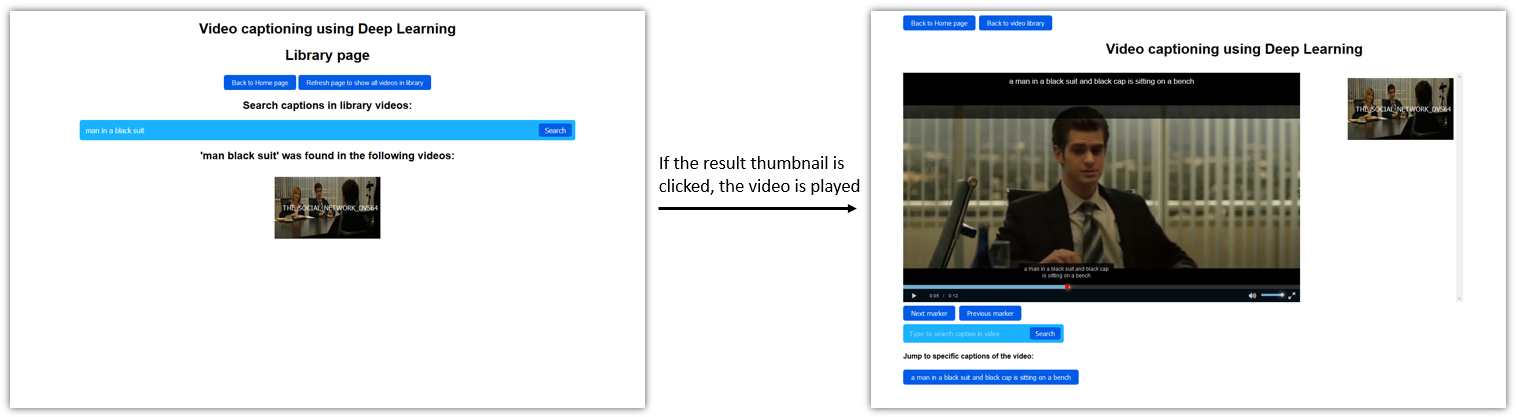 Video captioning using Deep Learning
Library page
Back to Home page
Refresh page to show all videos in library
Search captions in library videos:
man in a black suit
Search
'man black suit' was found in the following videos:
THE_SOCIAL_NETWORK_DVS64
If the result thumbnail is
clicked, the video is played
Back to Home page
Back to video library
Video captioning using Deep Learning
a man in a black suit and black cap is sitting on a bench
THE_SOCIAL_NETWORK_DVS64
a man in a black suit and black cap
is sitting on a bench
0:05 / 0:12
Next marker
Previous marker
Type to search caption in video
Search
Jump to specific captions of the video:
a man in a black suit and black cap is sitting on a bench